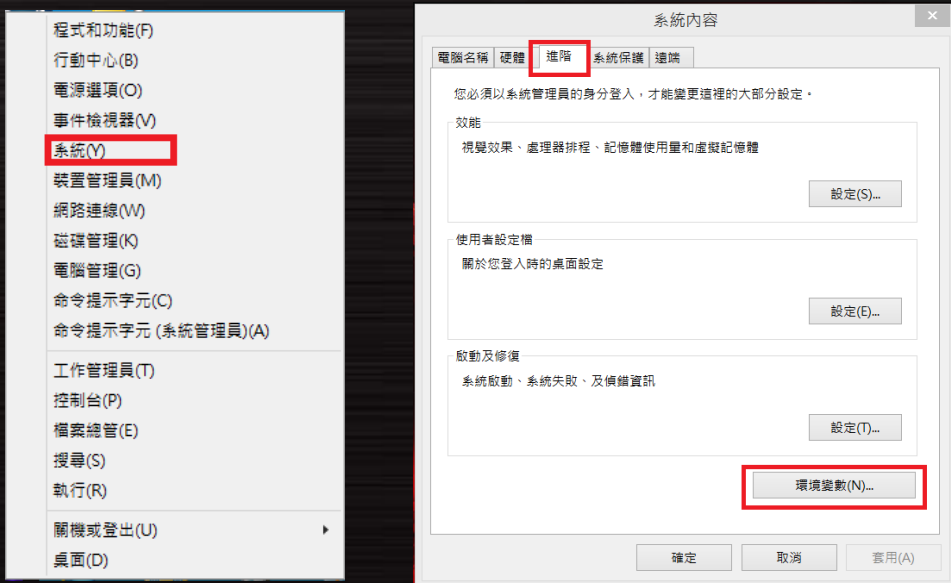 程式和功能(F)
行動中心(B)
電源選項(O)
事件檢視器(V)
系統(Y)
裝置管理員(M)
網路連線(W)
磁碟管理(K)
電腦管理(G)
命令提示字元(C)
命令提示字元 (系統管理員)(A)
工作管理員(T)
控制台(P)
檔案總管(E)
搜尋(S)
執行(R)
關機或登出(U)
桌面(D)
系統內容
電腦名稱 硬體 進階 系統保護 遠端
您必須以系統管理員的身分登入，才能變更這裡的大部分設定。
效能
視覺效果、處理器排程、記憶體使用量和虛擬記憶體
設定(S)...
使用者設定檔
關於您登入時的桌面設定
設定(E)...
啟動及修復
系統啟動、系統失敗、及偵錯資訊
設定(T)...
環境變數(N)...
確定 取消 套用(A)